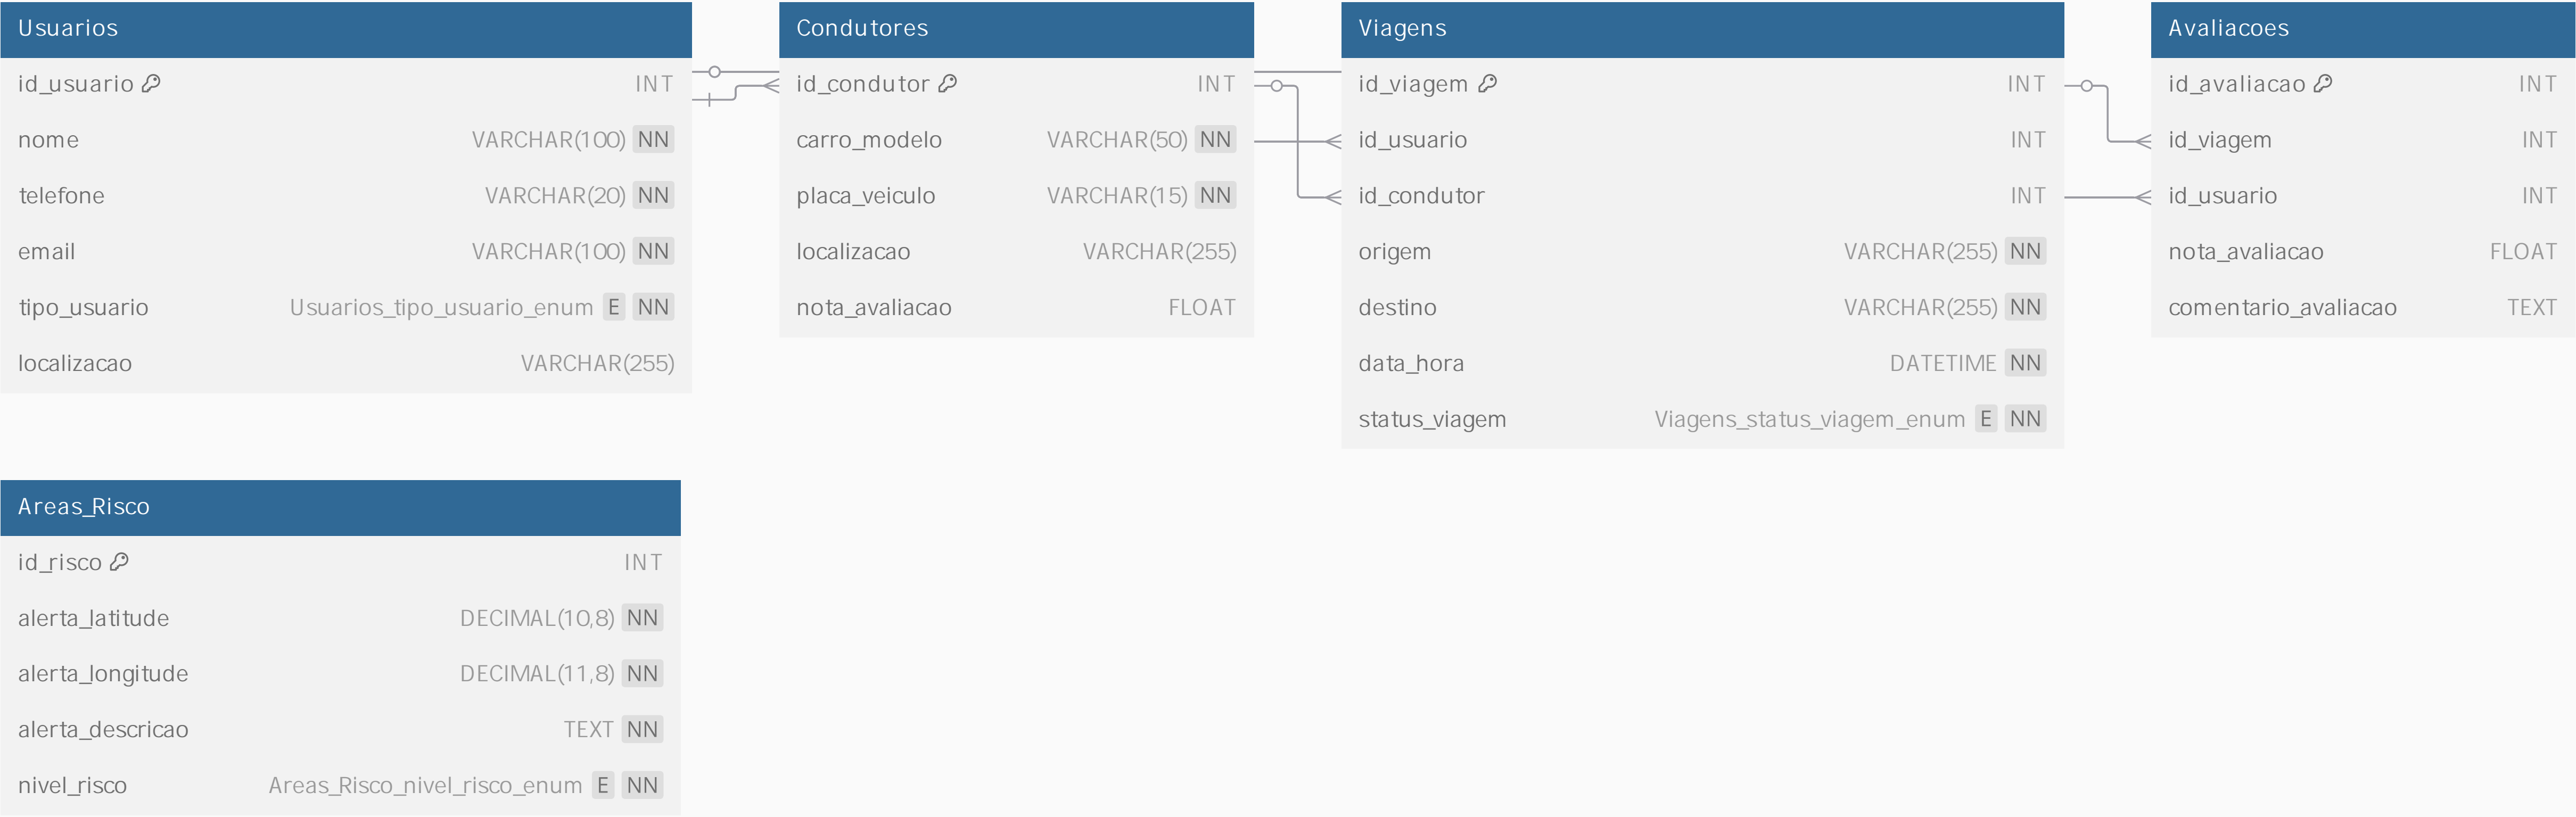 Usuarios
id_usuario INT
nome VARCHAR(100) NN
telefone VARCHAR(20) NN
email VARCHAR(100) NN
tipo_usuario Usuarios_tipo_usuario_enum E NN
localizacao VARCHAR(255)
Condutores
id_condutor INT
carro_modelo VARCHAR(50) NN
placa_veiculo VARCHAR(15) NN
localizacao VARCHAR(255)
nota_avaliacao FLOAT
Viagens
id_viagem INT
id_usuario INT
id_condutor INT
origem VARCHAR(255) NN
destino VARCHAR(255) NN
data_hora DATETIME NN
status_viagem Viagens_status_viagem_enum E NN
Avaliacoes
id_avaliacao INT
id_viagem INT
id_usuario INT
nota_avaliacao FLOAT
comentario_avaliacao TEXT
Areas_Risco
id_risco INT
alerta_latitude DECIMAL(10,8) NN
alerta_longitude DECIMAL(11,8) NN
alerta_descricao TEXT NN
nivel_risco Areas_Risco_nivel_risco_enum E NN